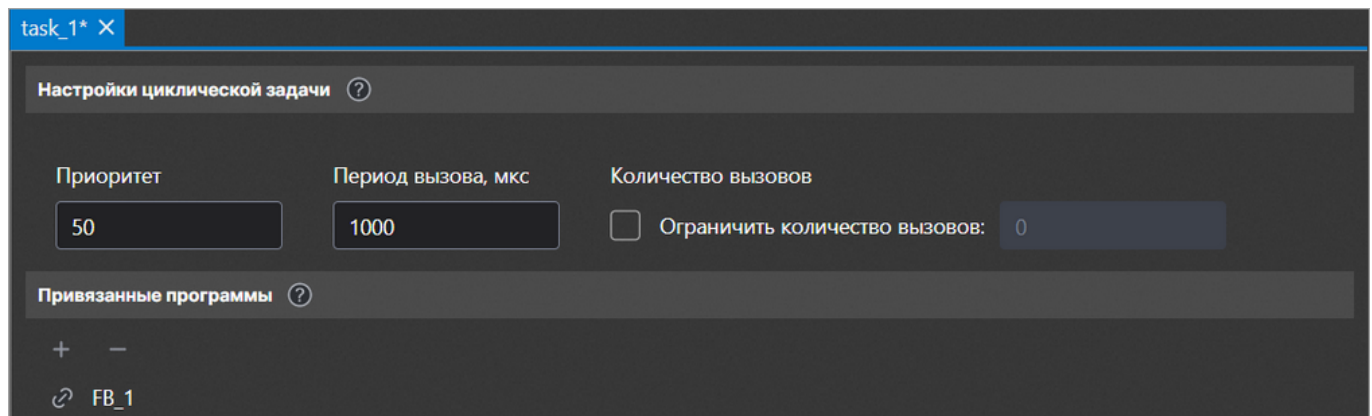 task_1*
Настройки циклической задачи
Приоритет Период вызова, мкс Количество вызовов
50 1000 Ограничить количество вызовов: 0
Привязанные программы
FB_1